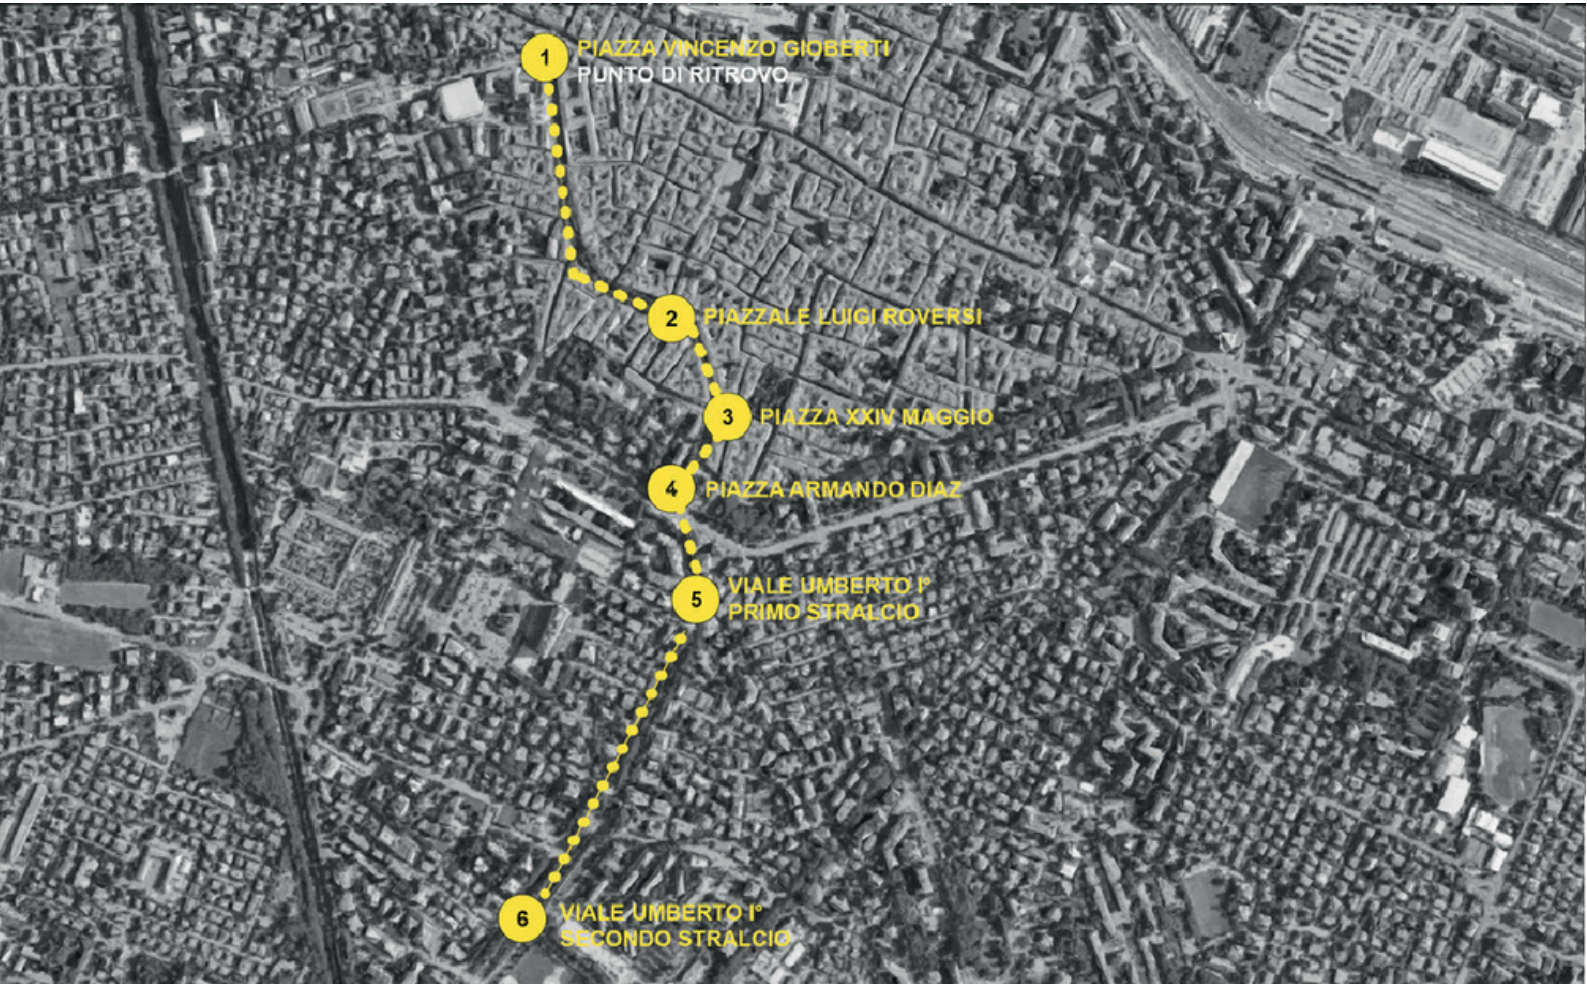 1
PIAZZA VINCENZO GIOBERTI
PUNTO DI RITROVO
2
PIAZZALE LUIGI ROVERSI
3
PIAZZA XXIV MAGGIO
4
PIAZZA ARMANDO DIAZ
5
VIALE UMBERTO I°
PRIMO STRALCIO
6
VIALE UMBERTO I°
SECONDO STRALCIO